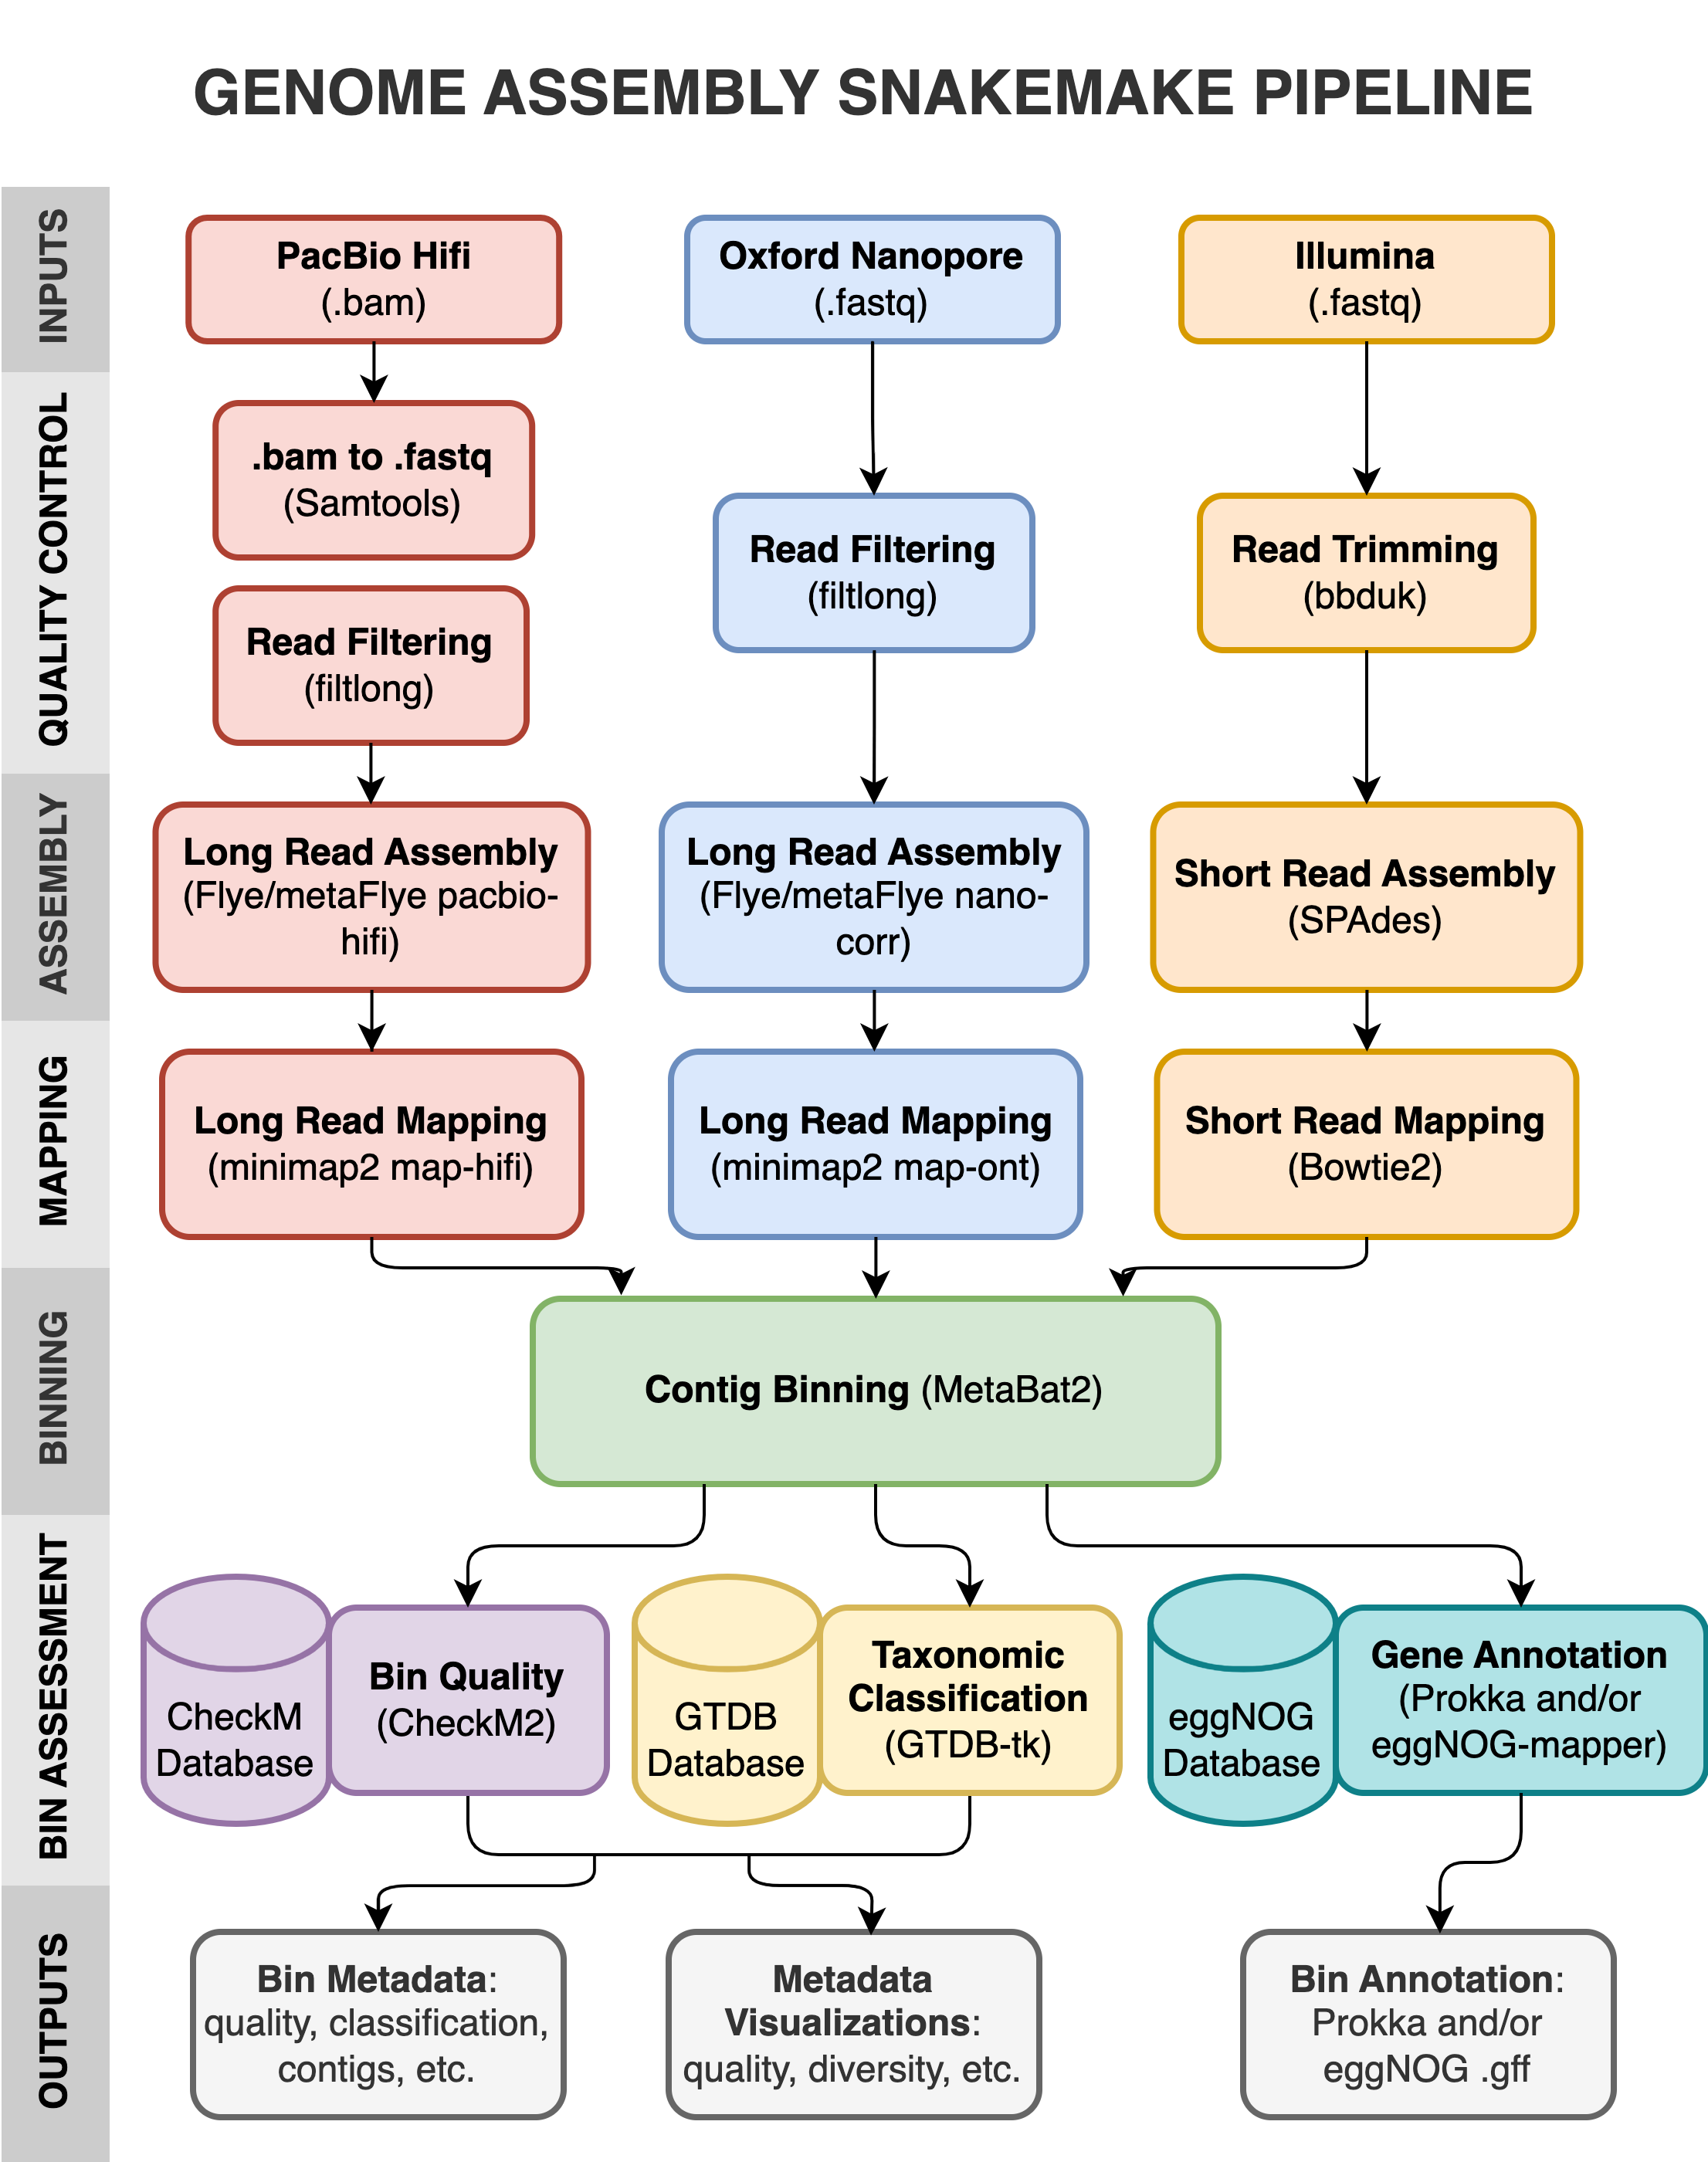 GENOME ASSEMBLY SNAKEMAKE PIPELINE
INPUTS
PacBio Hifi
(.bam)
Oxford Nanopore
(.fastq)
Illumina
(.fastq)
QUALITY CONTROL
.bam to .fastq
(Samtools)
Read Filtering
(filtlong)
Read Filtering
(filtlong)
Read Trimming
(bbduk)
ASSEMBLY
Long Read Assembly
(Flye/metaFlye pacbio-
hifi)
Long Read Assembly
(Flye/metaFlye nano-
corr)
Short Read Assembly
(SPAdes)
MAPPING
Long Read Mapping
(minimap2 map-hifi)
Long Read Mapping
(minimap2 map-ont)
Short Read Mapping
(Bowtie2)
BINNING
Contig Binning (MetaBat2)
BIN ASSESSMENT
CheckM
Database
Bin Quality
(CheckM2)
GTDB
Database
Taxonomic
Classification
(GTDB-tk)
eggNOG
Database
Gene Annotation
(Prokka and/or
eggNOG-mapper)
OUTPUTS
Bin Metadata:
quality, classification,
contigs, etc.
Metadata
Visualizations:
quality, diversity, etc.
Bin Annotation:
Prokka and/or
eggNOG .gff